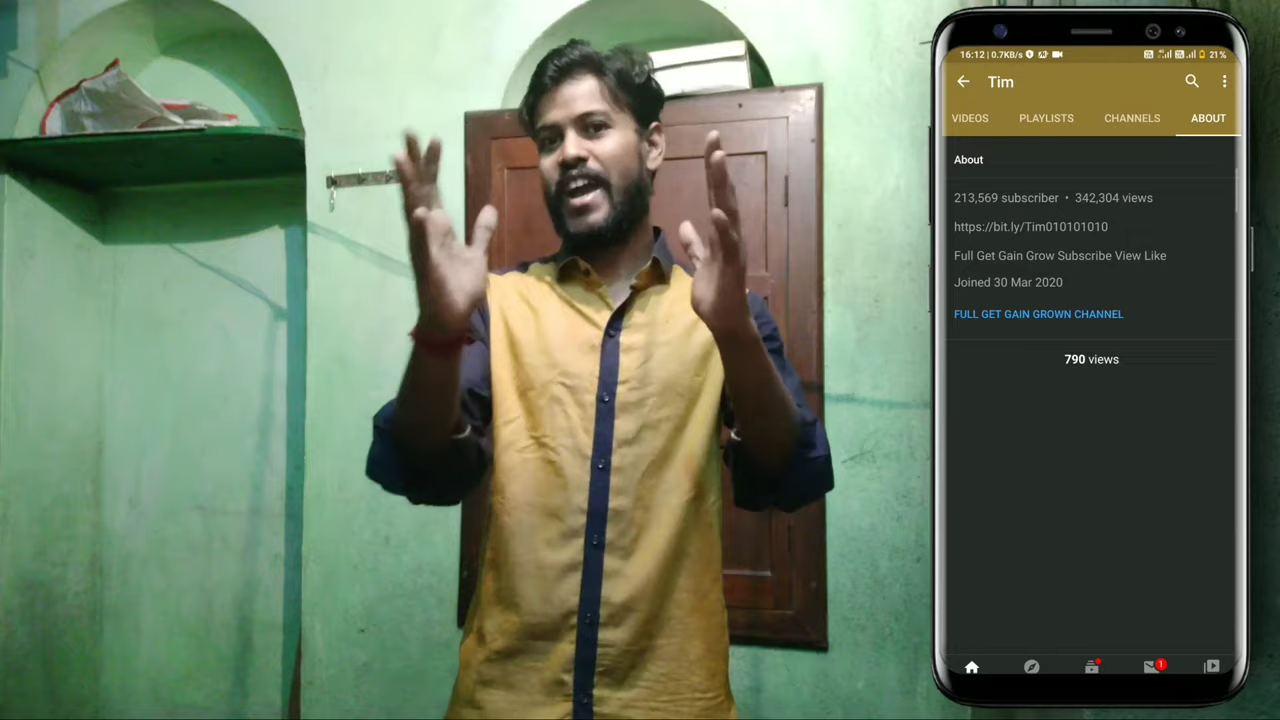 16:12 | 0.7KB/s
21%
Tim
VIDEOS PLAYLISTS CHANNELS ABOUT
About
213,569 subscriber • 342,304 views
https://bit.ly/Tim010101010
Full Get Gain Grow Subscribe View Like
Joined 30 Mar 2020
FULL GET GAIN GROWN CHANNEL
790 views
1